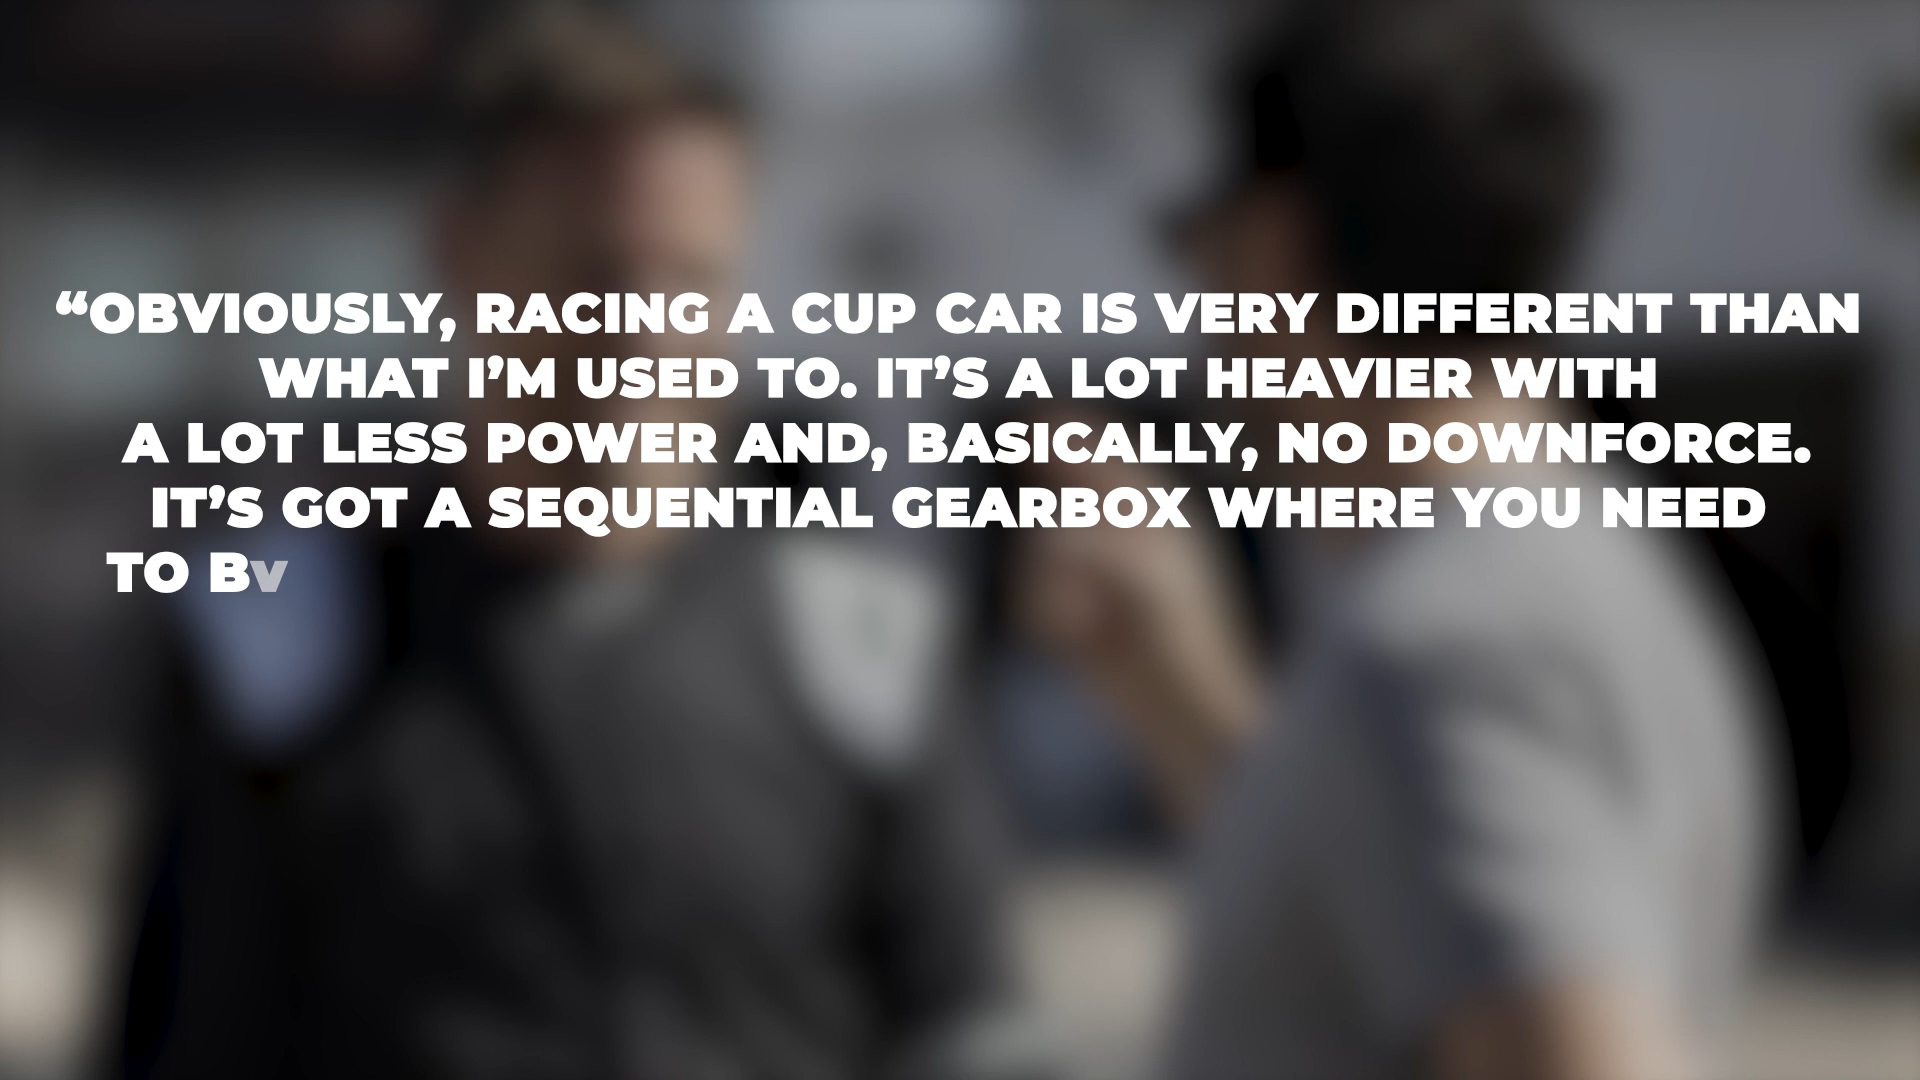 “OBVIOUSLY, RACING A CUP CAR IS VERY DIFFERENT THAN
WHAT I’M USED TO. IT’S A LOT HEAVIER WITH
A LOT LESS POWER AND, BASICALLY, NO DOWNFORCE.
IT’S GOT A SEQUENTIAL GEARBOX WHERE YOU NEED
TO BV